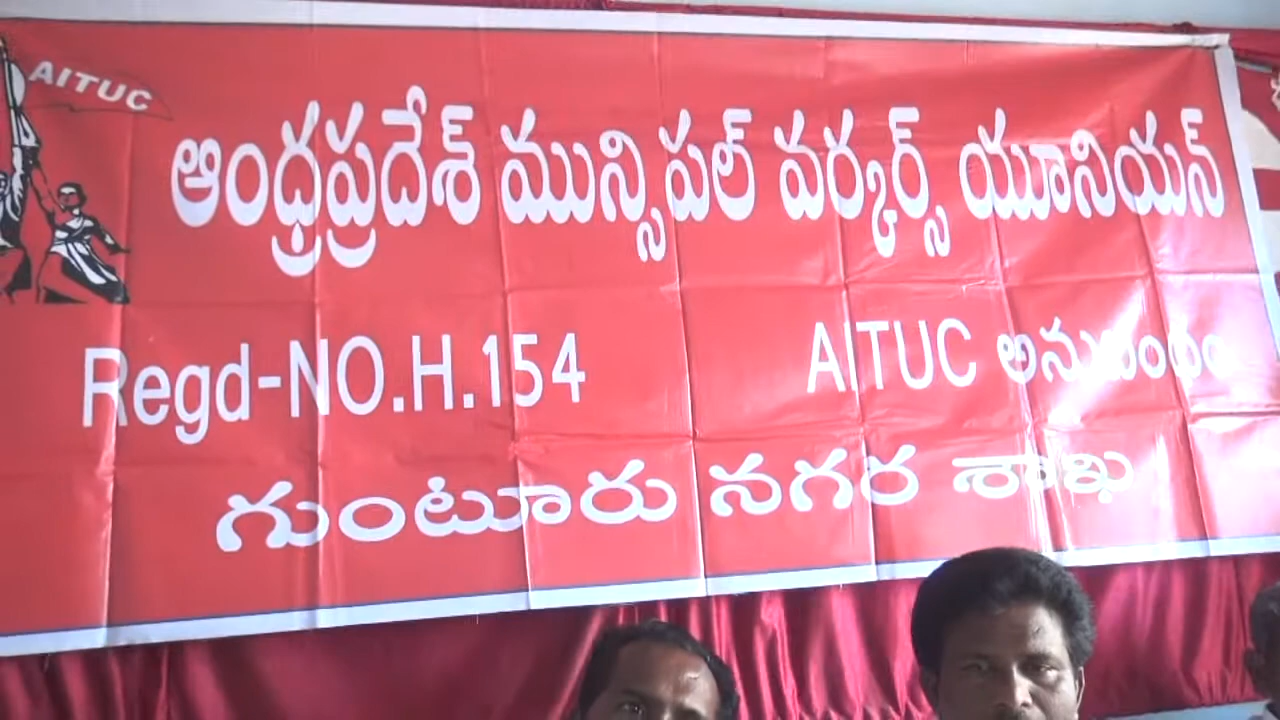 AITUC
ఆంధ్రప్రదేశ్ మున్సిపల్ వర్కర్స్ యూనియన్
Regd-NO.H.154 AITUC అనుబంధం
గుంటూరు నగర శాఖ